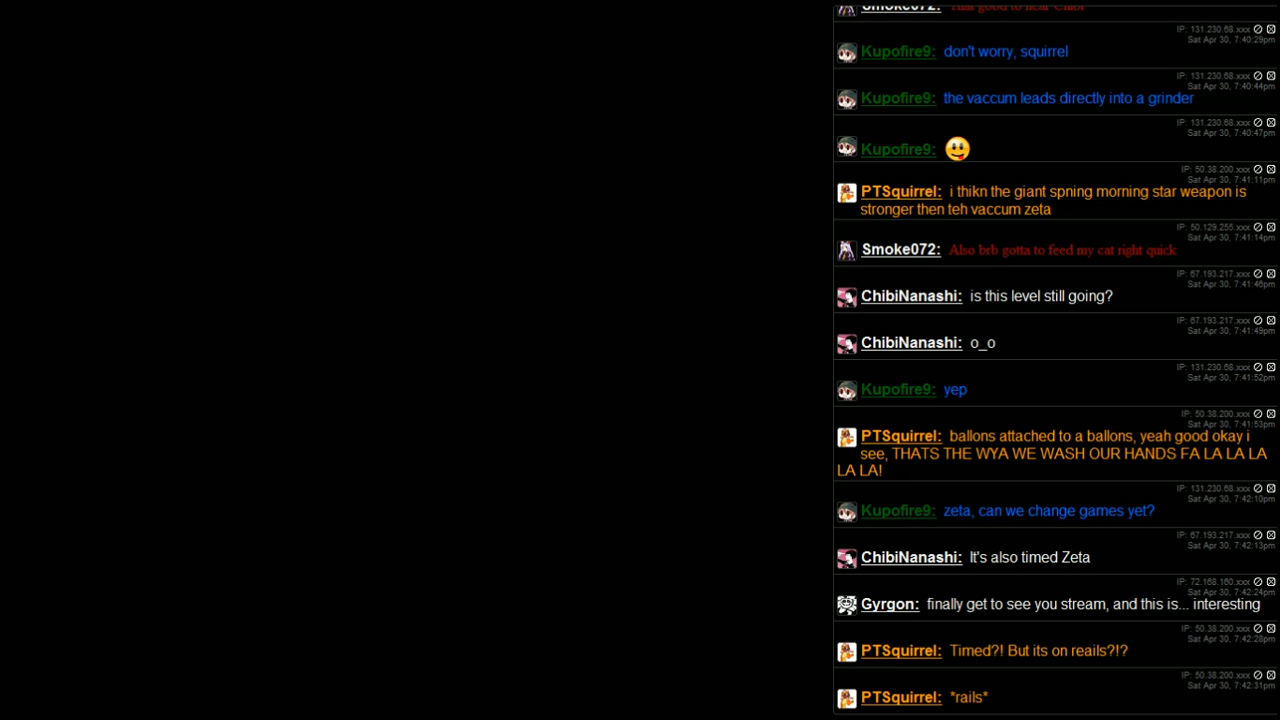 Smoke072: That good to hear Chibi
IP: 131.230.68.xxx
Sat Apr 30, 7:40:29pm
Kupofire9: don't worry, squirrel
IP: 131.230.68.xxx
Sat Apr 30, 7:40:44pm
Kupofire9: the vaccum leads directly into a grinder
IP: 131.230.68.xxx
Sat Apr 30, 7:40:47pm
Kupofire9:
IP: 50.38.200.xxx
Sat Apr 30, 7:41:11pm
PTSquirrel: i thikn the giant spning morning star weapon is
stronger then teh vaccum zeta
IP: 50.129.255.xxx
Sat Apr 30, 7:41:14pm
Smoke072: Also brb gotta to feed my cat right quick
IP: 67.193.217.xxx
Sat Apr 30, 7:41:46pm
ChibiNanashi: is this level still going?
IP: 67.193.217.xxx
Sat Apr 30, 7:41:49pm
ChibiNanashi: o_o
IP: 131.230.68.xxx
Sat Apr 30, 7:41:52pm
Kupofire9: yep
IP: 50.38.200.xxx
Sat Apr 30, 7:41:53pm
PTSquirrel: ballons attached to a ballons, yeah good okay i
see, THATS THE WYA WE WASH OUR HANDS FA LA LA LA
LA LA!
IP: 131.230.68.xxx
Sat Apr 30, 7:42:10pm
Kupofire9: zeta, can we change games yet?
IP: 67.193.217.xxx
Sat Apr 30, 7:42:13pm
ChibiNanashi: It's also timed Zeta
IP: 72.168.160.xxx
Sat Apr 30, 7:42:24pm
Gyrgon: finally get to see you stream, and this is... interesting
IP: 50.38.200.xxx
Sat Apr 30, 7:42:28pm
PTSquirrel: Timed?! But its on reails?!?
IP: 50.38.200.xxx
Sat Apr 30, 7:42:31pm
PTSquirrel: *rails*